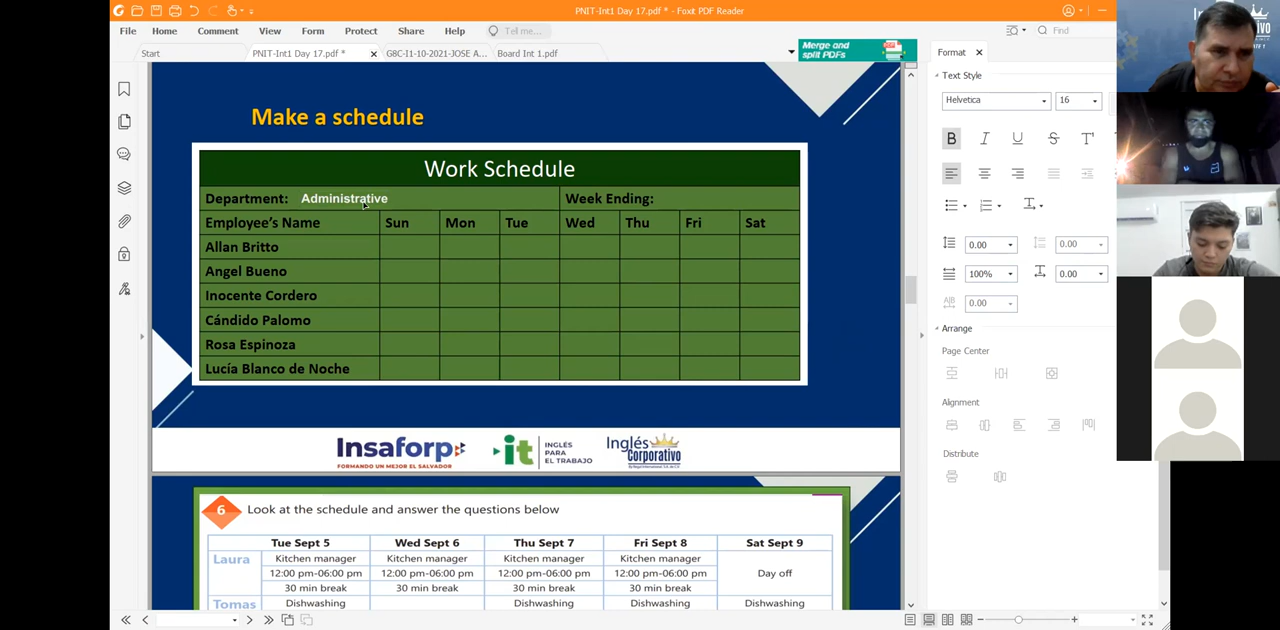 PNIT-Int1 Day 17.pdf * - Foxit PDF Reader
File Home Comment View Form Protect Share Help Tell me... Find
Start PNIT-Int1 Day 17.pdf * G8C-I1-10-2021-JOSE A... Board Int 1.pdf
Merge and
split PDFs
Format
Text Style
Helvetica 16
B I U S T
0.00 0.00
100% 0.00
0.00
Arrange
Page Center
Alignment
Distribute
Make a schedule
Work Schedule
Department: Administrative Week Ending:
Employee's Name Sun Mon Tue Wed Thu Fri Sat
Allan Britto
Angel Bueno
Inocente Cordero
Cándido Palomo
Rosa Espinoza
Lucía Blanco de Noche
Insaforp
FORMANDO UN MEJOR EL SALVADOR
it
INGLÉS
PARA
EL TRABAJO
Inglés
Corporativo
6 Look at the schedule and answer the questions below
Tue Sept 5 Wed Sept 6 Thu Sept 7 Fri Sept 8 Sat Sept 9
Laura Kitchen manager Kitchen manager Kitchen manager Kitchen manager
12:00 pm-06:00 pm 12:00 pm-06:00 pm 12:00 pm-06:00 pm 12:00 pm-06:00 pm Day off
30 min break 30 min break 30 min break 30 min break
Tomas Dishwashing Dishwashing Dishwashing Dishwashing